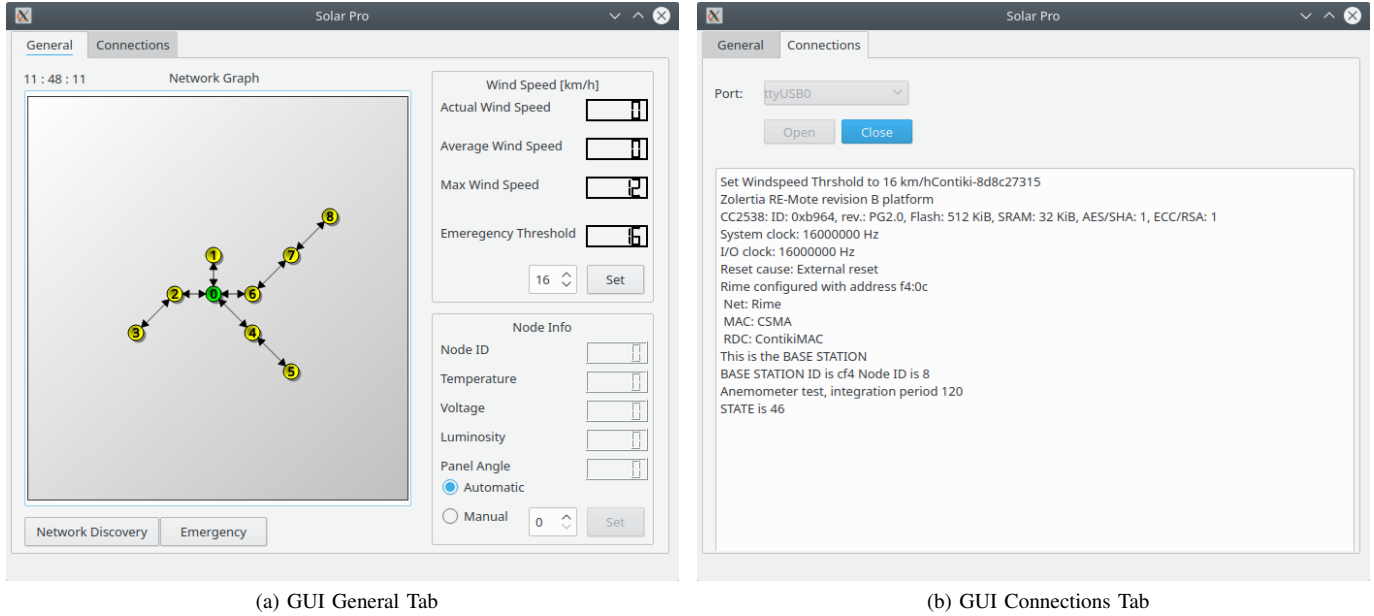 Solar Pro
General Connections
11 : 48 : 11 Network Graph
8
1
7
2 0 6
3 4
5
Network Discovery Emergency
Wind Speed [km/h]
Actual Wind Speed 0
Average Wind Speed 0
Max Wind Speed 12
Emeregency Threshold 16
16 Set
Node Info
Node ID 0
Temperature 0
Voltage 0
Luminosity 0
Panel Angle 0
Automatic
Manual 0 Set
(a) GUI General Tab
Solar Pro
General Connections
Port: ttyUSB0
Open Close
Set Windspeed Thrshold to 16 km/hContiki-8d8c27315
Zolertia RE-Mote revision B platform
CC2538: ID: 0xb964, rev.: PG2.0, Flash: 512 KiB, SRAM: 32 KiB, AES/SHA: 1, ECC/RSA: 1
System clock: 16000000 Hz
I/O clock: 16000000 Hz
Reset cause: External reset
Rime configured with address f4:0c
Net: Rime
MAC: CSMA
RDC: ContikiMAC
This is the BASE STATION
BASE STATION ID is cf4 Node ID is 8
Anemometer test, integration period 120
STATE is 46
(b) GUI Connections Tab